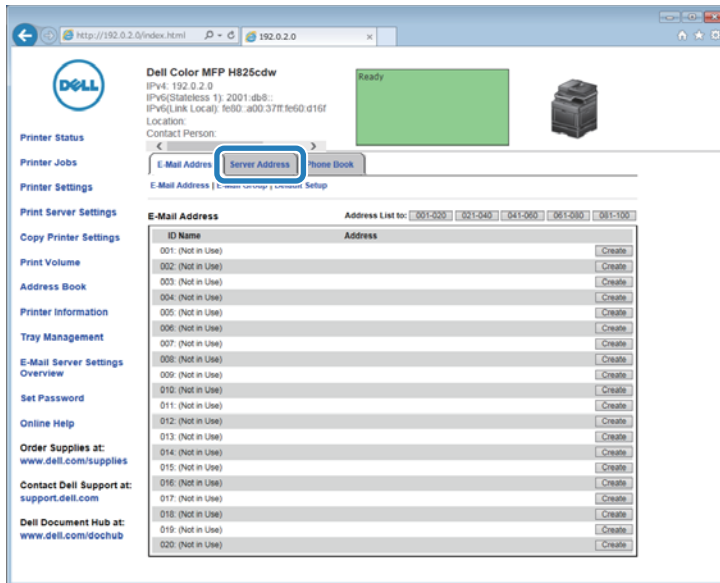 http://192.0.2.0/index.html
192.0.2.0
DELL
Dell Color MFP H825cdw
IPv4: 192.0.2.0
IPv6(Stateless 1): 2001:db8::
IPv6(Link Local): fe80::a00:37ff:fe60:d16f
Location:
Contact Person:
Ready
Printer Status
Printer Jobs
Printer Settings
Print Server Settings
Copy Printer Settings
Print Volume
Address Book
Printer Information
Tray Management
E-Mail Server Settings
Overview
Set Password
Online Help
Order Supplies at:
www.dell.com/supplies
Contact Dell Support at:
support.dell.com
Dell Document Hub at:
www.dell.com/dochub
E-Mail Addres Server Address Phone Book
E-Mail Address | E-Mail Group | Default Setup
E-Mail Address Address List to: 001-020 021-040 041-060 061-080 081-100
ID Name Address
001: (Not in Use) Create
002: (Not in Use) Create
003: (Not in Use) Create
004: (Not in Use) Create
005: (Not in Use) Create
006: (Not in Use) Create
007: (Not in Use) Create
008: (Not in Use) Create
009: (Not in Use) Create
010: (Not in Use) Create
011: (Not in Use) Create
012: (Not in Use) Create
013: (Not in Use) Create
014: (Not in Use) Create
015: (Not in Use) Create
016: (Not in Use) Create
017: (Not in Use) Create
018: (Not in Use) Create
019: (Not in Use) Create
020: (Not in Use) Create